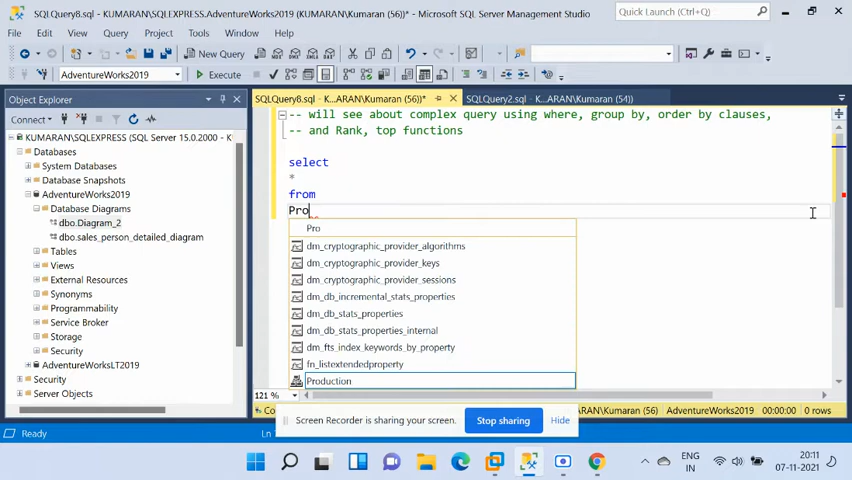 SQLQuery8.sql - KUMARAN\SQLEXPRESS.AdventureWorks2019 (KUMARAN\Kumaran (56))* - Microsoft SQL Server Management Studio
Quick Launch (Ctrl+Q)
File Edit View Query Project Tools Window Help
New Query
AdventureWorks2019
Execute
Object Explorer
SQLQuery8.sql - K...ARAN\Kumaran (56))*
SQLQuery2.sql - K...ARAN\Kumaran (54))
Connect
KUMARAN\SQLEXPRESS (SQL Server 15.0.2000 - K
Databases
System Databases
Database Snapshots
AdventureWorks2019
Database Diagrams
dbo.Diagram_2
dbo.sales_person_detailed_diagram
Tables
Views
External Resources
Synonyms
Programmability
Service Broker
Storage
Security
AdventureWorksLT2019
Security
Server Objects
-- will see about complex query using where, group by, order by clauses,
-- and Rank, top functions
select
*
from
Pro
Pro
dm_cryptographic_provider_algorithms
dm_cryptographic_provider_keys
dm_cryptographic_provider_sessions
dm_db_incremental_stats_properties
dm_db_stats_properties
dm_db_stats_properties_internal
dm_fts_index_keywords_by_property
fn_listextendedproperty
Production
121 %
Co
(56)
AdventureWorks2019
00:00:00
0 rows
Screen Recorder is sharing your screen.
Stop sharing
Hide
Ready
Ln
ENG
IN
20:11
07-11-2021